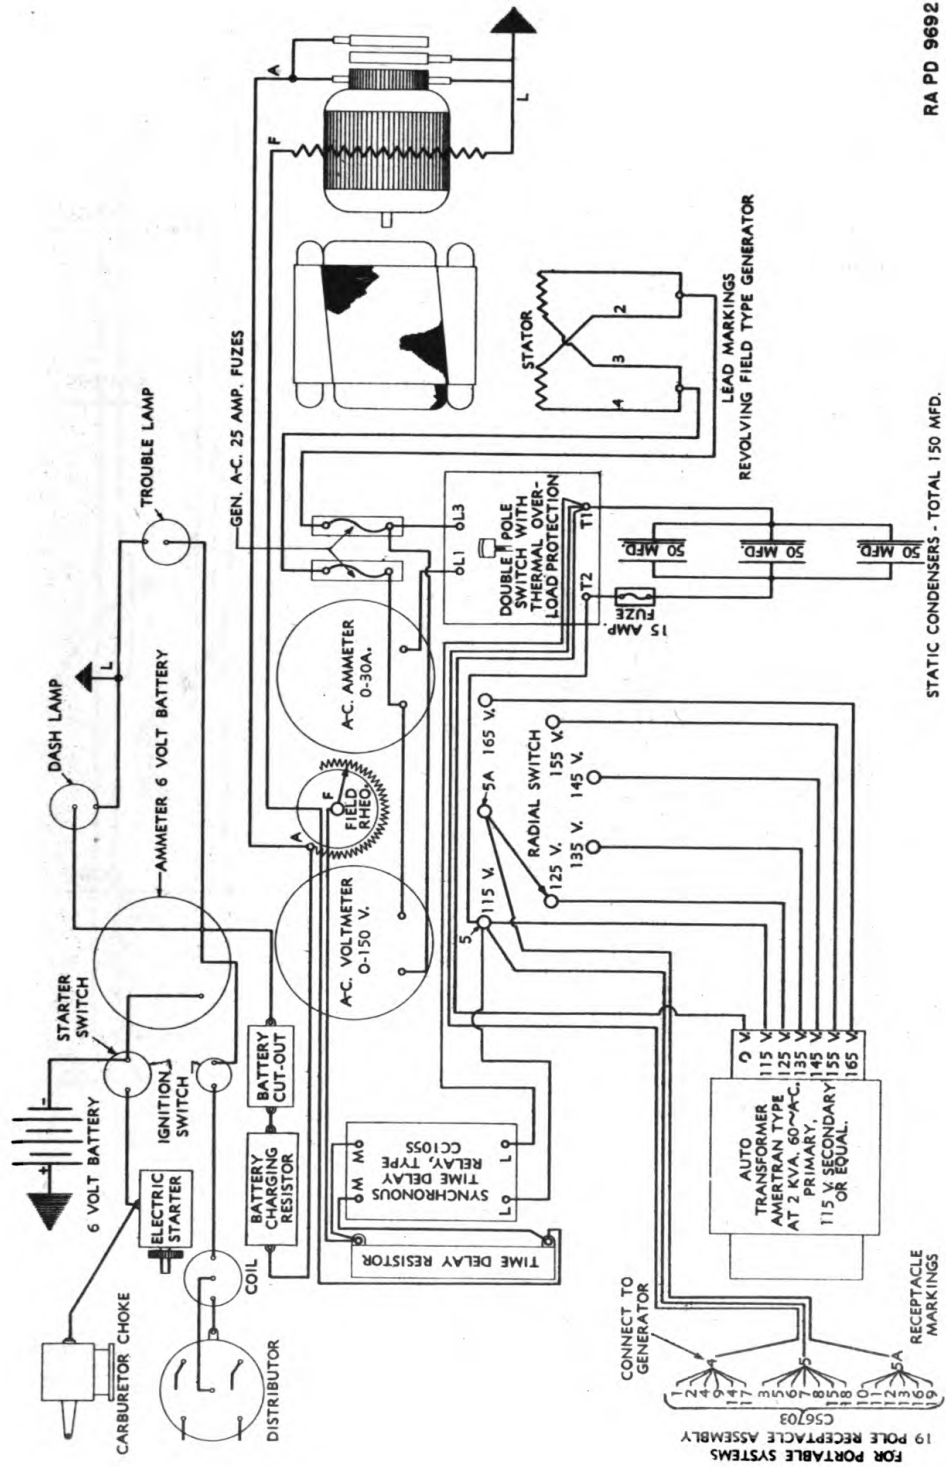 RA PD 9692
TROUBLE LAMP
DASH LAMP
L
AMMETER 6 VOLT BATTERY
STARTER
SWITCH
-
+
6 VOLT BATTERY
IGNITION
SWITCH
ELECTRIC
STARTER
CARBURETOR CHOKE
DISTRIBUTOR
COIL
BATTERY
CUT-OUT
BATTERY
CHARGING
RESISTOR
GEN. A-C. 25 AMP. FUZES
A
F
L
A
F
FIELD
RHEO.
A-C. VOLTMETER
0-150 V.
A-C. AMMETER
0-30A.
STATOR
4
3
2
LEAD MARKINGS
REVOLVING FIELD TYPE GENERATOR
L1
L3
DOUBLE POLE
SWITCH WITH
THERMAL OVER-
LOAD PROTECTION
T2
T1
15 AMP.
FUZE
50 MFD.
50 MFD.
50 MFD.
STATIC CONDENSERS - TOTAL 150 MFD.
5
115 V.
5A
165 V.
RADIAL SWITCH
125 V.
135 V.
145 V.
155 V.
M
M
SYNCHRONOUS
TIME DELAY
RELAY, TYPE
CC1055
L
L
TIME DELAY RESISTOR
AUTO
TRANSFORMER
AMERTRAN TYPE
AT 2 KVA. 60~A-C.
PRIMARY,
115 V. SECONDARY
OR EQUAL.
O V.
115 V.
125 V.
135 V.
145 V.
155 V.
165 V.
CONNECT TO
GENERATOR
4
5
5A
RECEPTACLE
MARKINGS
1
2
4
9
14
17
3
5
6
7
8
15
18
10
11
12
13
16
19
C56703
19 POLE RECEPTACLE ASSEMBLY
FOR PORTABLE SYSTEMS